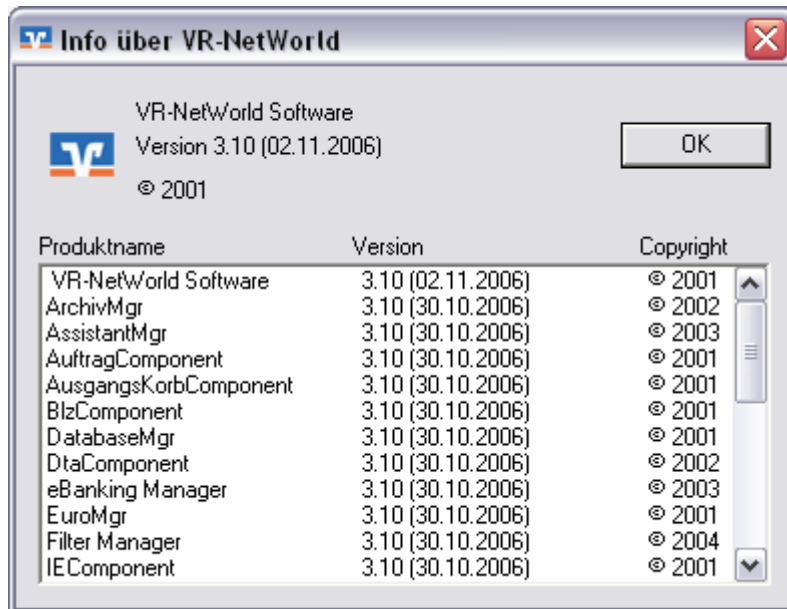 Info über VR-NetWorld
VR-NetWorld Software
Version 3.10 (02.11.2006)
OK
© 2001
Produktname Version Copyright
VR-NetWorld Software 3.10 (02.11.2006) © 2001
ArchivMgr 3.10 (30.10.2006) © 2002
AssistantMgr 3.10 (30.10.2006) © 2003
AuftragComponent 3.10 (30.10.2006) © 2001
AusgangsKorbComponent 3.10 (30.10.2006) © 2001
BlzComponent 3.10 (30.10.2006) © 2001
DatabaseMgr 3.10 (30.10.2006) © 2001
DtaComponent 3.10 (30.10.2006) © 2002
eBanking Manager 3.10 (30.10.2006) © 2003
EuroMgr 3.10 (30.10.2006) © 2001
Filter Manager 3.10 (30.10.2006) © 2004
IEComponent 3.10 (30.10.2006) © 2001